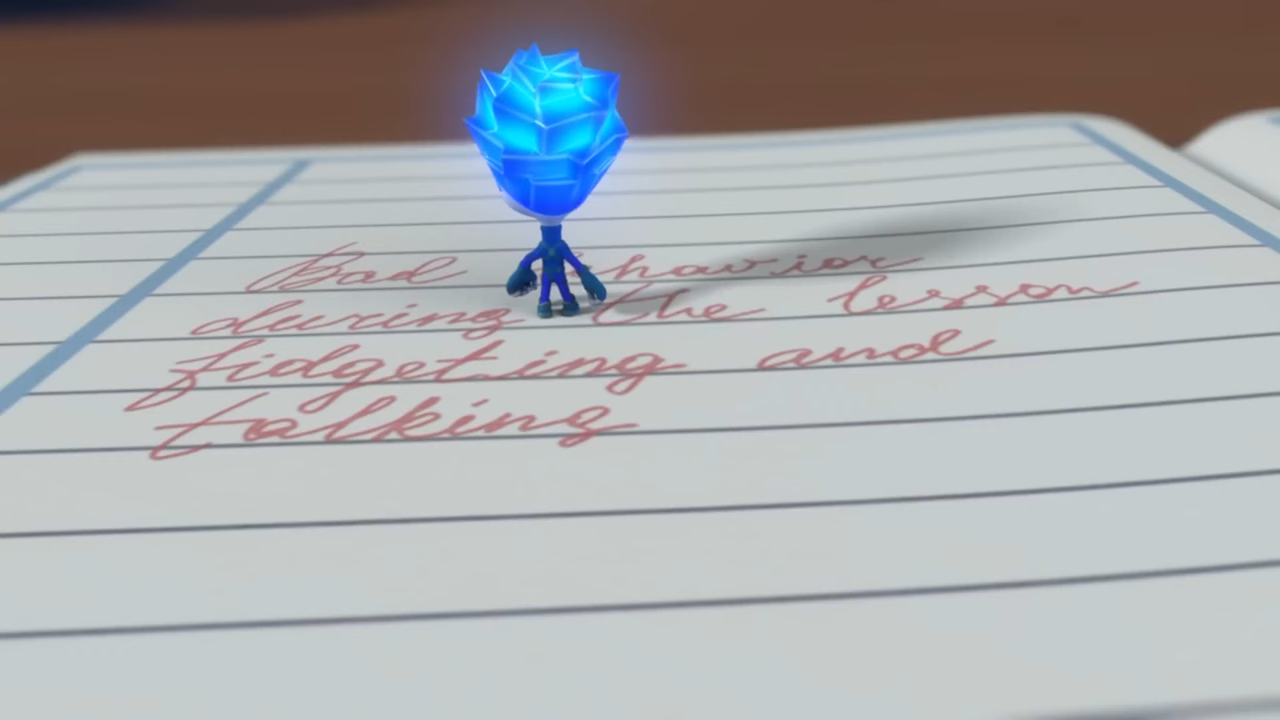 Bad behavior
during the lesson
fidgeting and
talking